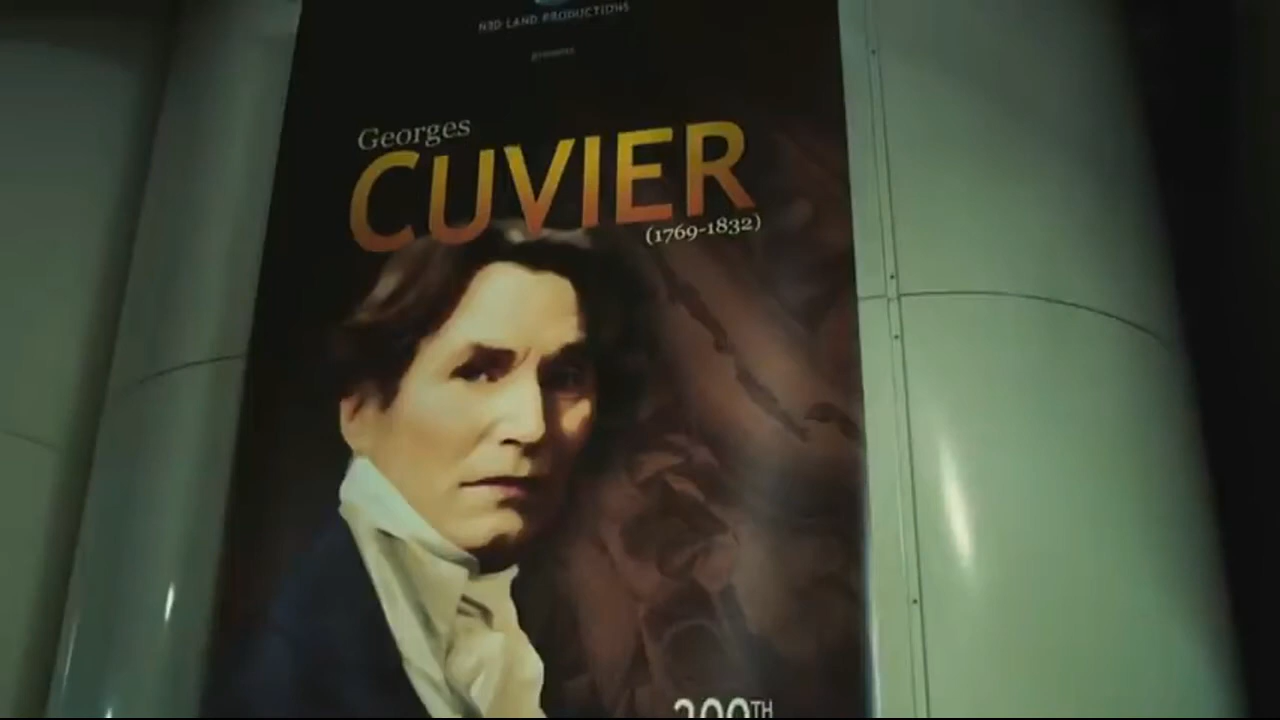 N3D LAND PRODUCTIONS
presents
Georges
CUVIER
(1769-1832)
200TH